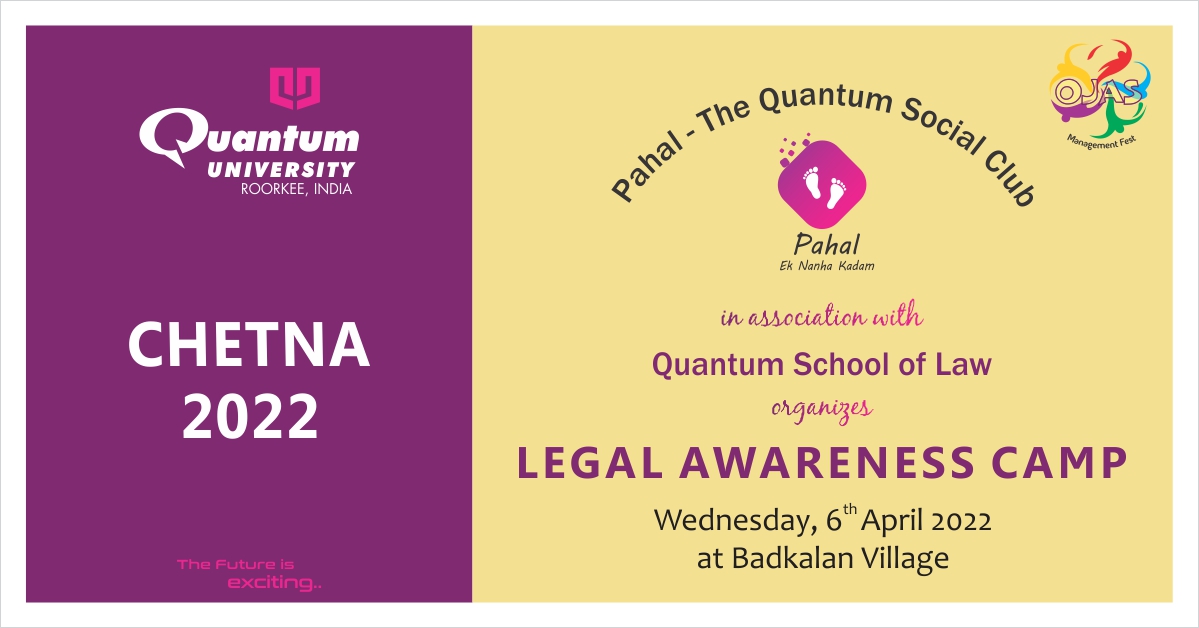 Quantum
UNIVERSITY
ROORKEE, INDIA
CHETNA
2022
The Future is
exciting..
OJAS
Management Fest
Pahal - The Quantum Social Club
Pahal
Ek Nanha Kadam
in association with
Quantum School of Law
organizes
LEGAL AWARENESS CAMP
Wednesday, 6th April 2022
at Badkalan Village